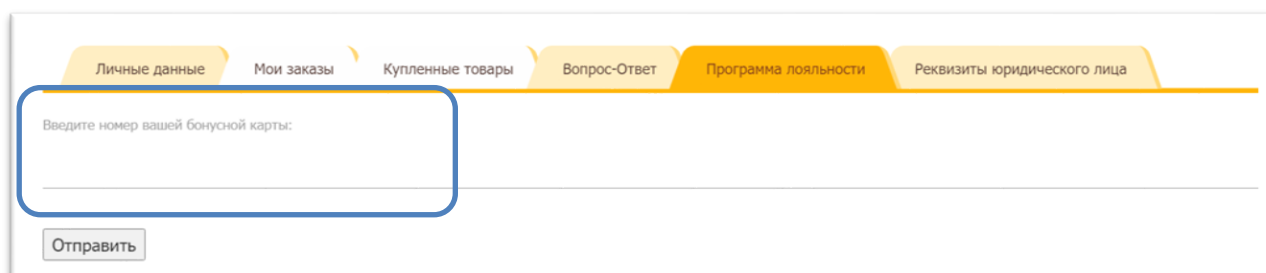 Личные данные Мои заказы Купленные товары Вопрос-Ответ Программа лояльности Реквизиты юридического лица
Введите номер вашей бонусной карты:
Отправить